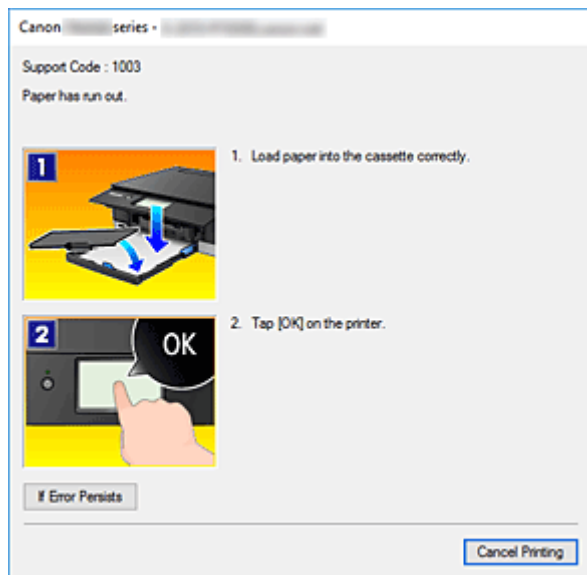 Canon series -
Support Code : 1003
Paper has run out.
1
1. Load paper into the cassette correctly.
2
OK
2. Tap [OK] on the printer.
If Error Persists
Cancel Printing